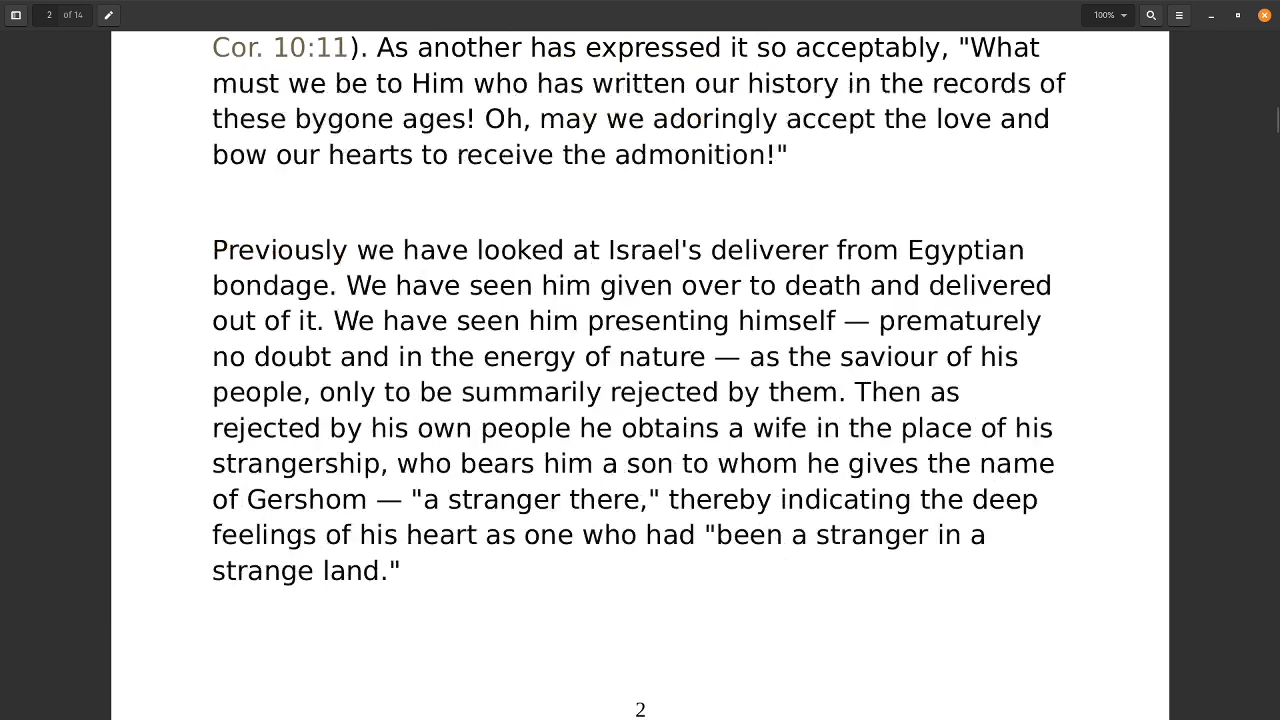 2 of 14
100%
Cor. 10:11). As another has expressed it so acceptably, "What
must we be to Him who has written our history in the records of
these bygone ages! Oh, may we adoringly accept the love and
bow our hearts to receive the admonition!"
Previously we have looked at Israel's deliverer from Egyptian
bondage. We have seen him given over to death and delivered
out of it. We have seen him presenting himself — prematurely
no doubt and in the energy of nature — as the saviour of his
people, only to be summarily rejected by them. Then as
rejected by his own people he obtains a wife in the place of his
strangership, who bears him a son to whom he gives the name
of Gershom — "a stranger there," thereby indicating the deep
feelings of his heart as one who had "been a stranger in a
strange land."
2